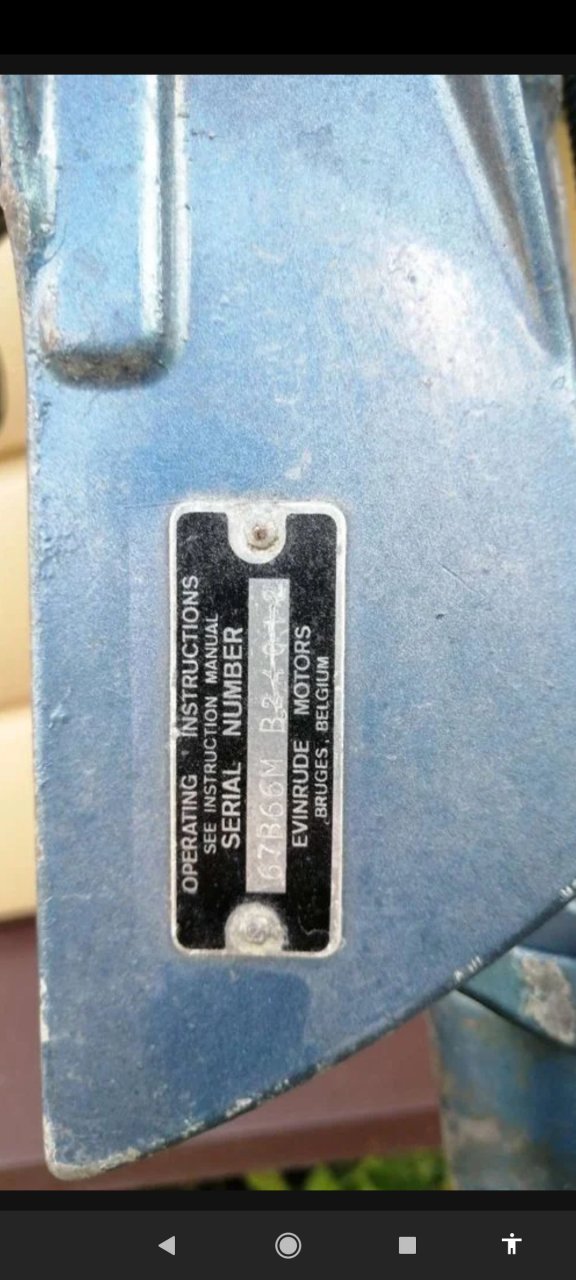 OPERATING INSTRUCTIONS
SEE INSTRUCTION MANUAL
SERIAL NUMBER
67B66M
EVINRUDE MOTORS
BRUGES, BELGIUM